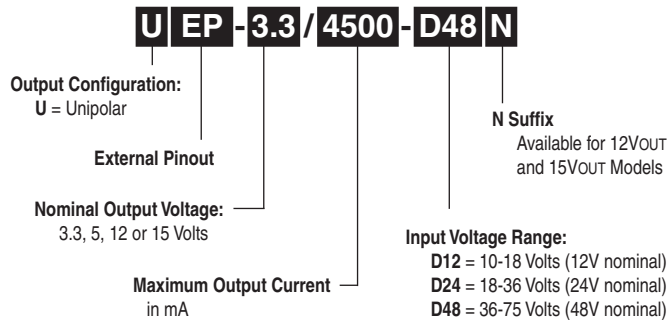 U EP - 3.3 / 4500 - D48 N
Output Configuration:
U = Unipolar
External Pinout
Nominal Output Voltage:
3.3, 5, 12 or 15 Volts
Maximum Output Current
in mA
N Suffix
Available for 12VOUT
and 15VOUT Models
Input Voltage Range:
D12 = 10-18 Volts (12V nominal)
D24 = 18-36 Volts (24V nominal)
D48 = 36-75 Volts (48V nominal)